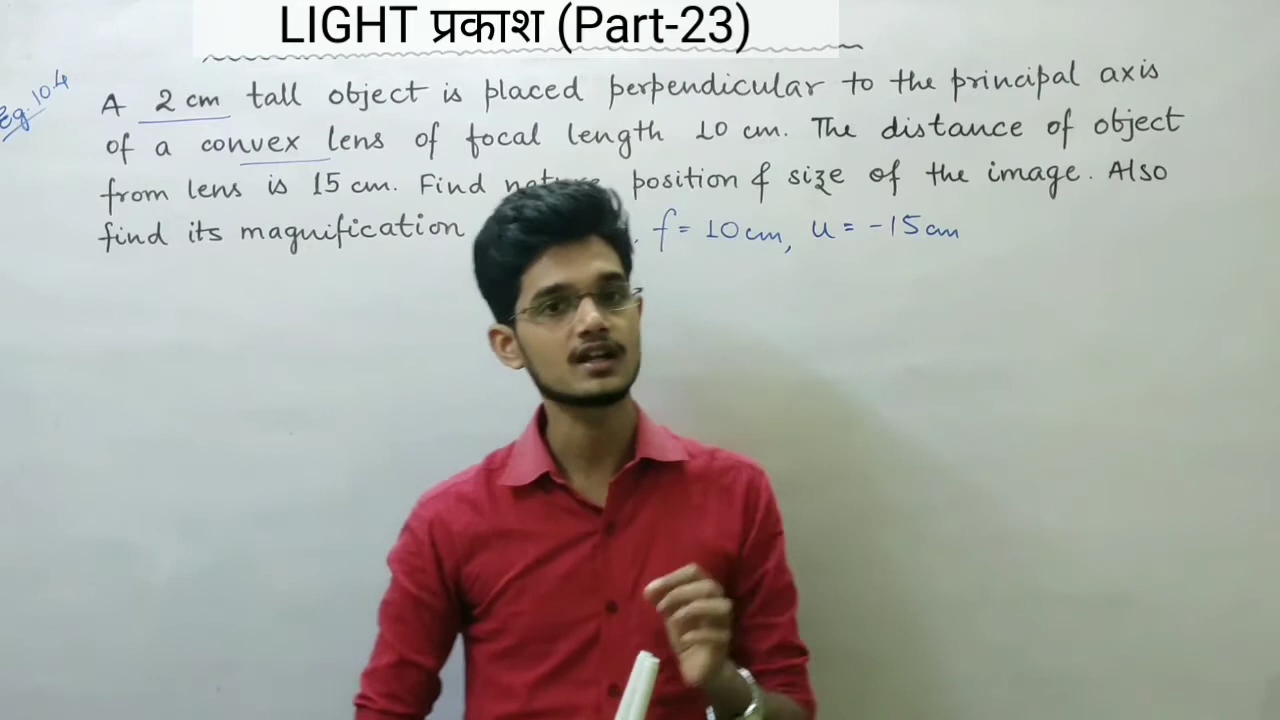 LIGHT प्रकाश (Part-23)
Eg. 10.4
A 2 cm tall object is placed perpendicular to the principal axis
of a convex lens of focal length 10 cm. The distance of object
from lens is 15 cm. Find position & size of the image. Also
find its magnification f = 10 cm, u = -15 cm